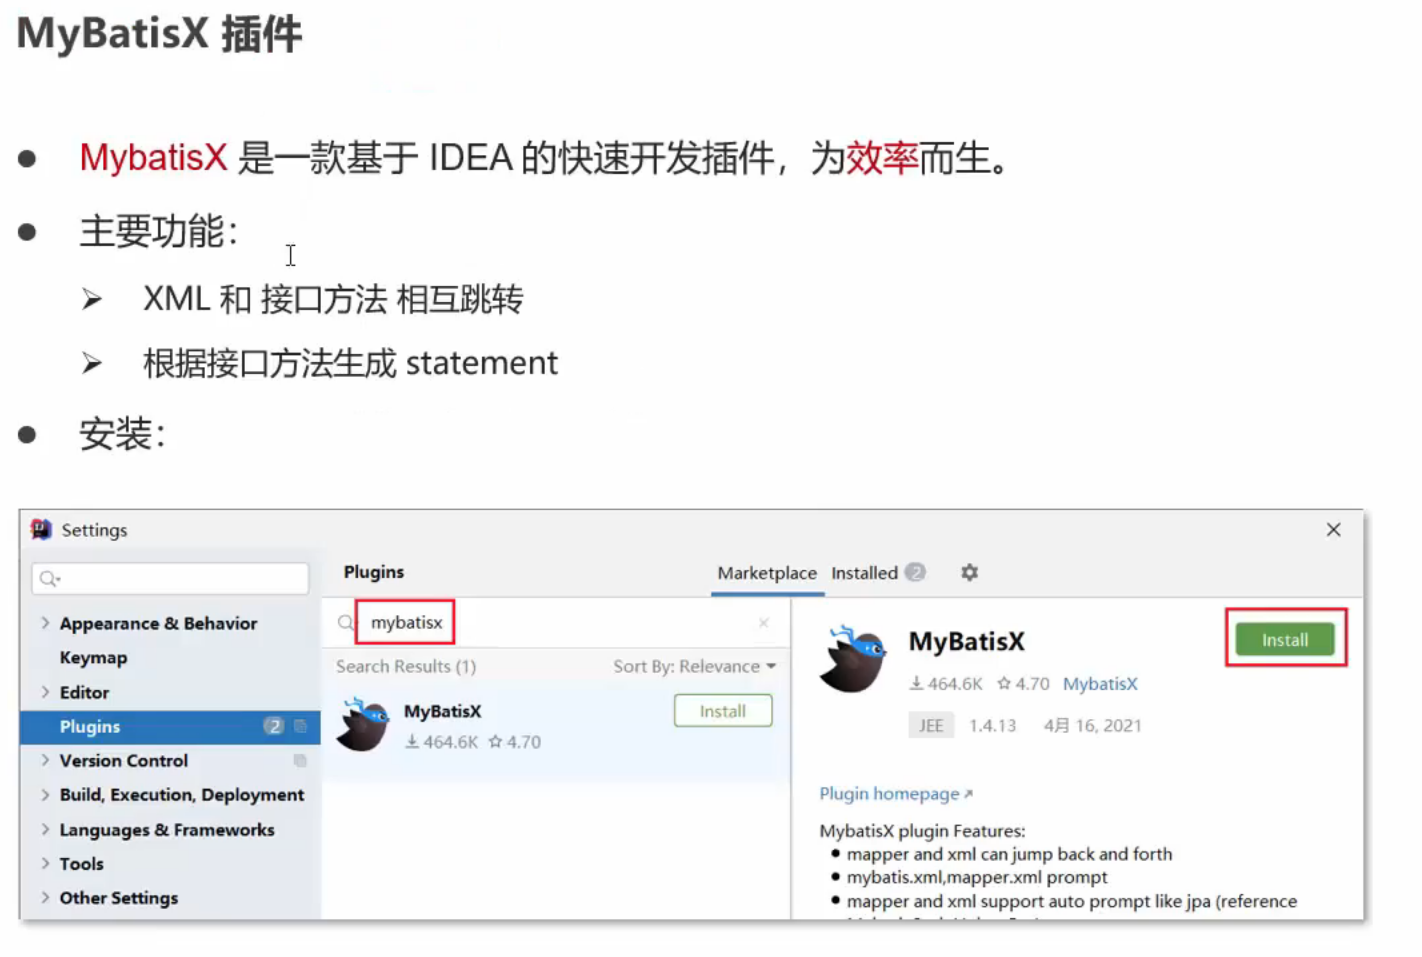 MyBatisX 插件
MybatisX 是一款基于 IDEA 的快速开发插件，为效率而生。
主要功能：
XML 和 接口方法 相互跳转
根据接口方法生成 statement
安装：
Settings
Plugins
Marketplace
Installed 2
Appearance & Behavior
Keymap
Editor
Plugins 2
Version Control
Build, Execution, Deployment
Languages & Frameworks
Tools
Other Settings
mybatisx
Search Results (1)
Sort By: Relevance
MyBatisX
464.6K 4.70
Install
MyBatisX
Install
464.6K 4.70 MybatisX
JEE 1.4.13 4月 16, 2021
Plugin homepage
MybatisX plugin Features:
mapper and xml can jump back and forth
mybatis.xml,mapper.xml prompt
mapper and xml support auto prompt like jpa (reference